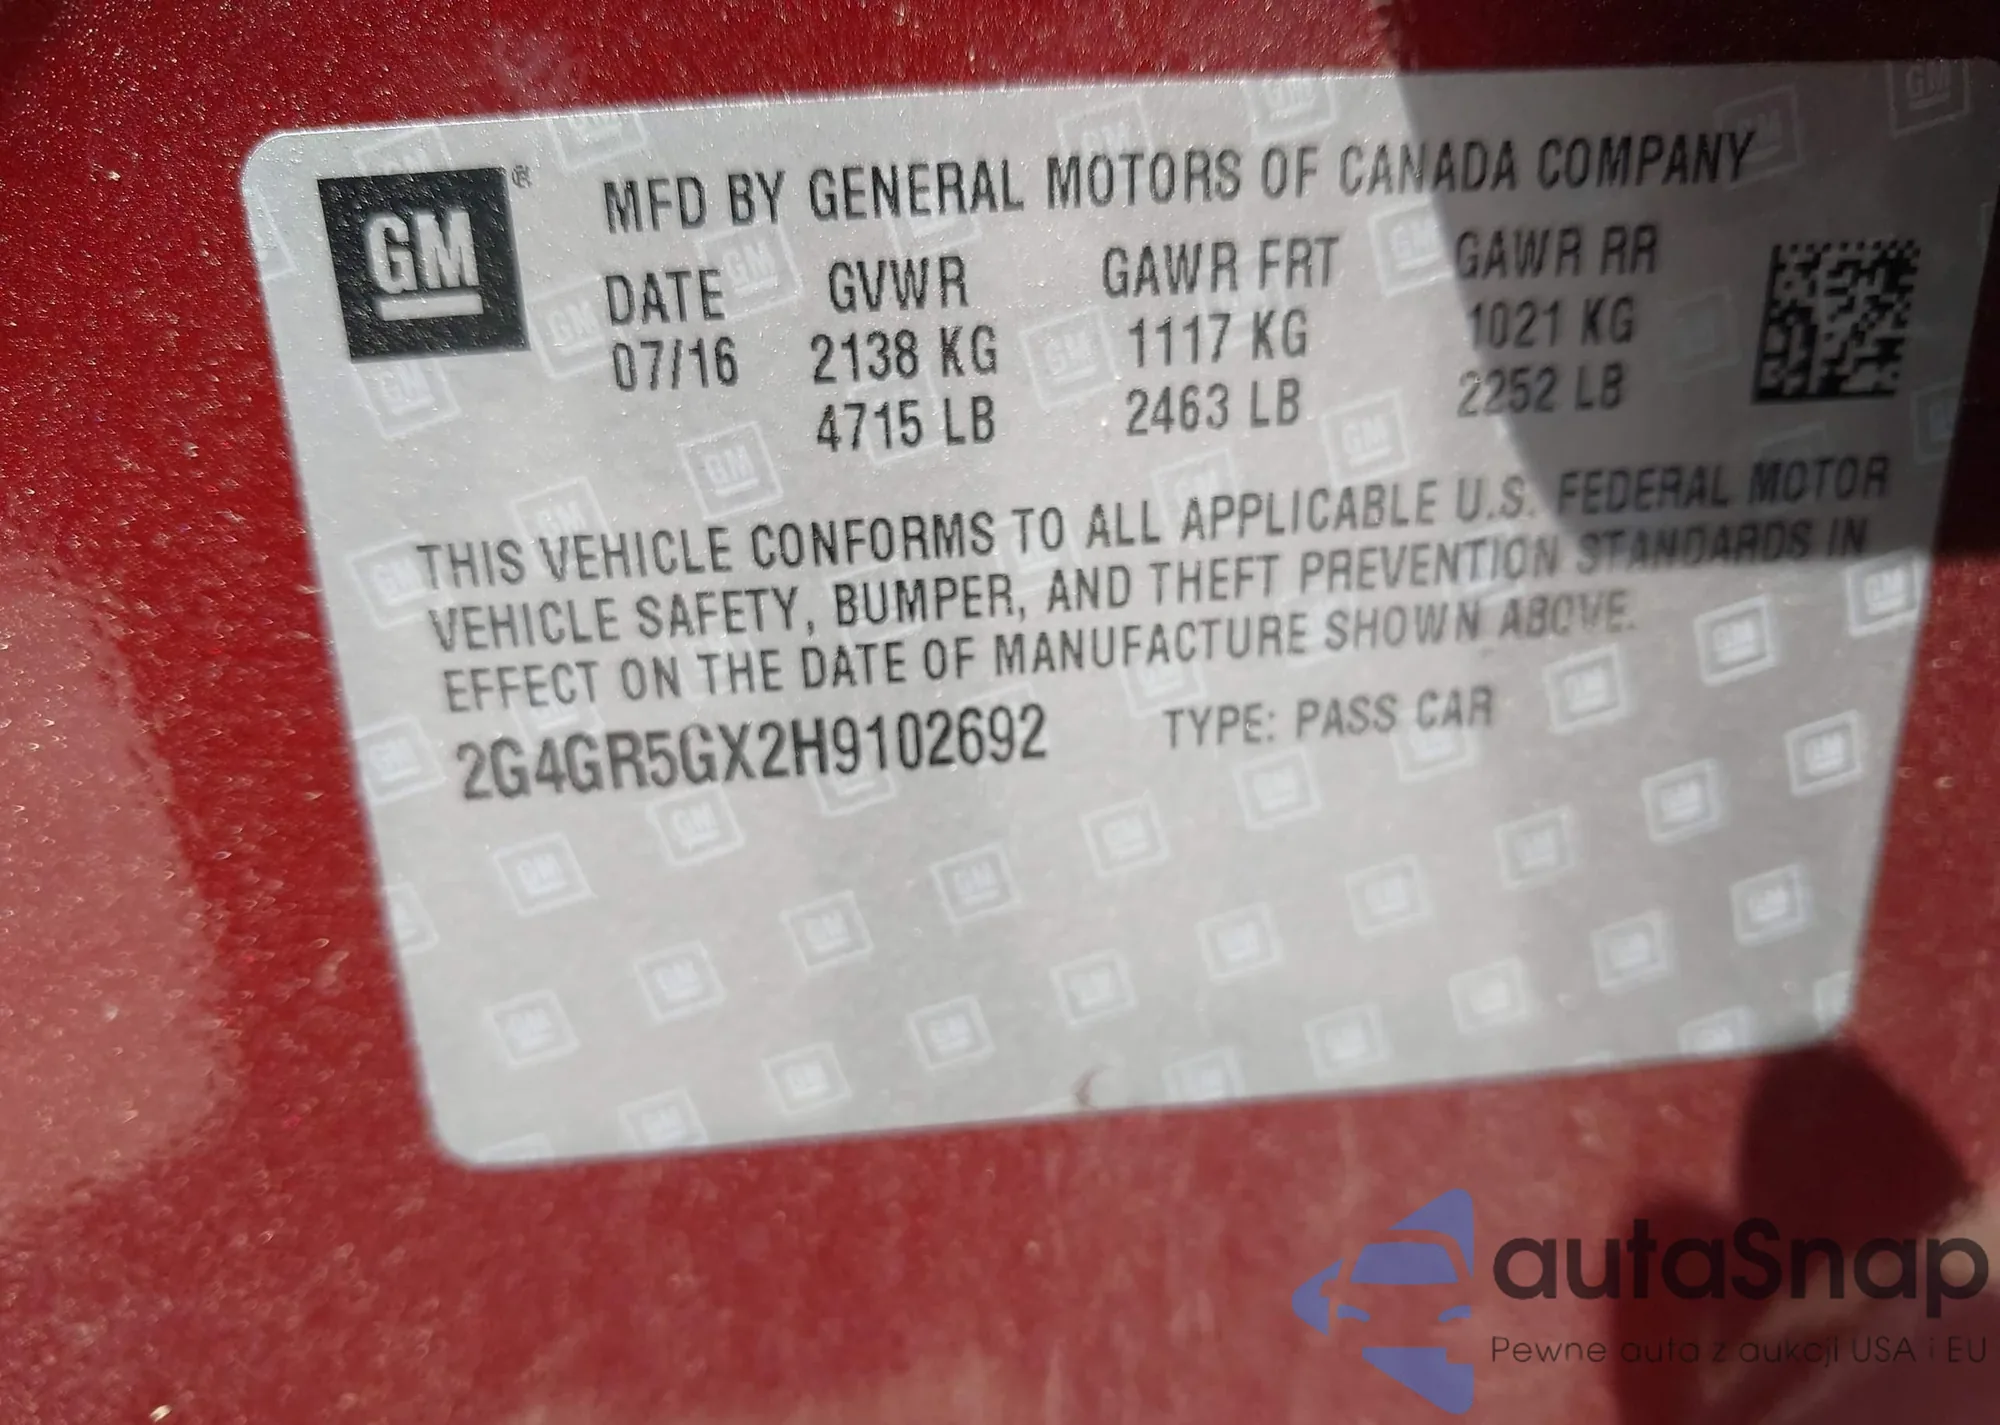 GM ®
MFD BY GENERAL MOTORS OF CANADA COMPANY
DATE GVWR GAWR FRT GAWR RR
07/16 2138 KG 1117 KG 1021 KG
4715 LB 2463 LB 2252 LB
THIS VEHICLE CONFORMS TO ALL APPLICABLE U.S. FEDERAL MOTOR
VEHICLE SAFETY, BUMPER, AND THEFT PREVENTION STANDARDS IN
EFFECT ON THE DATE OF MANUFACTURE SHOWN ABOVE.
2G4GR5GX2H9102692 TYPE: PASS CAR
autaSnap
Pewne auta z aukcji USA i EU